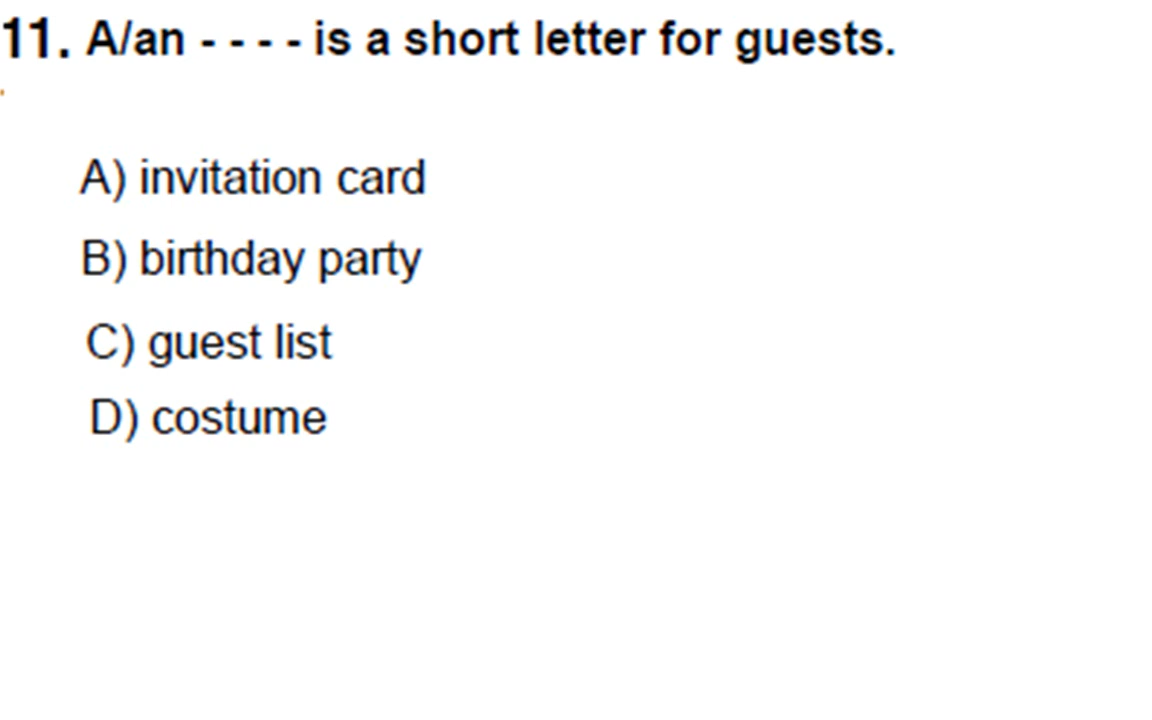 11. A/an - - - - is a short letter for guests.
A) invitation card
B) birthday party
C) guest list
D) costume